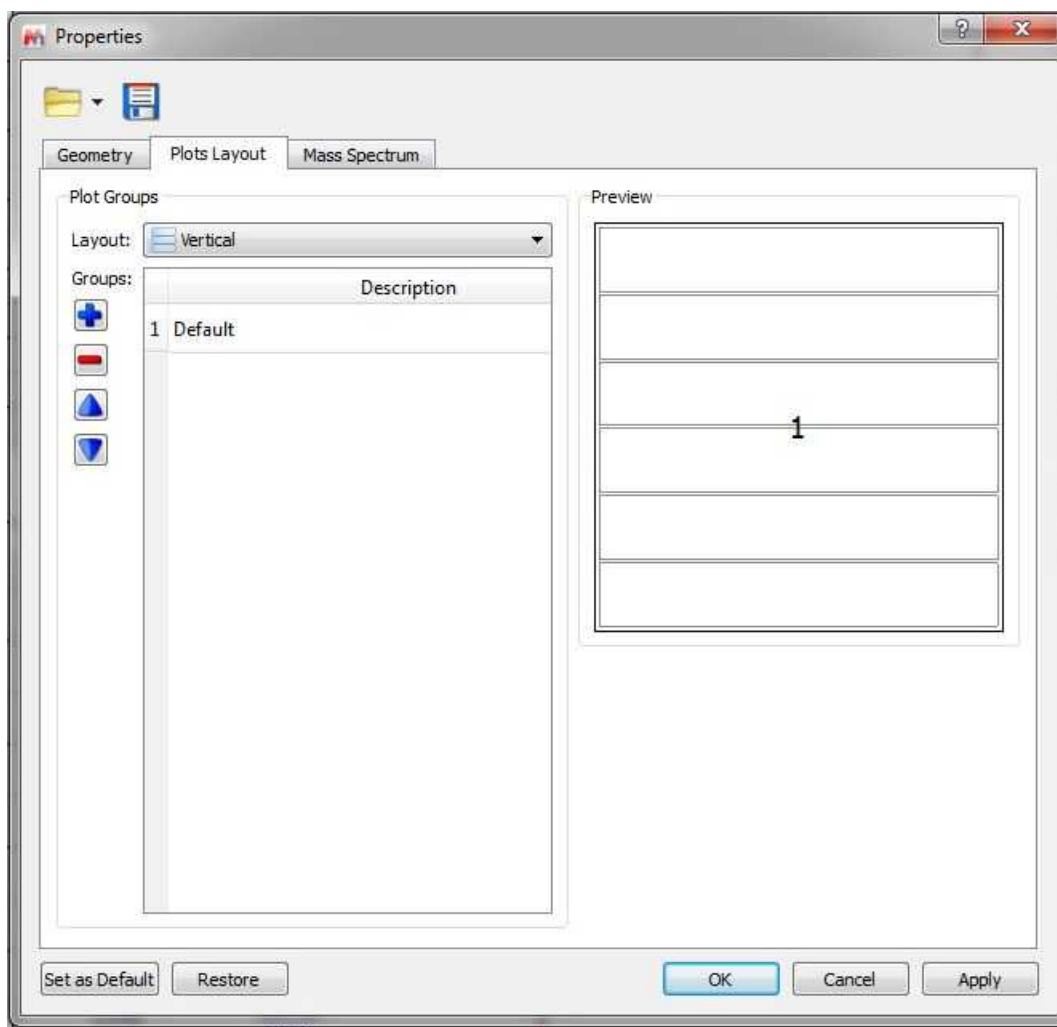 Properties
Geometry
Plots Layout
Mass Spectrum
Plot Groups
Layout: Vertical
Groups:
Description
1 Default
Preview
1
Set as Default
Restore
OK
Cancel
Apply